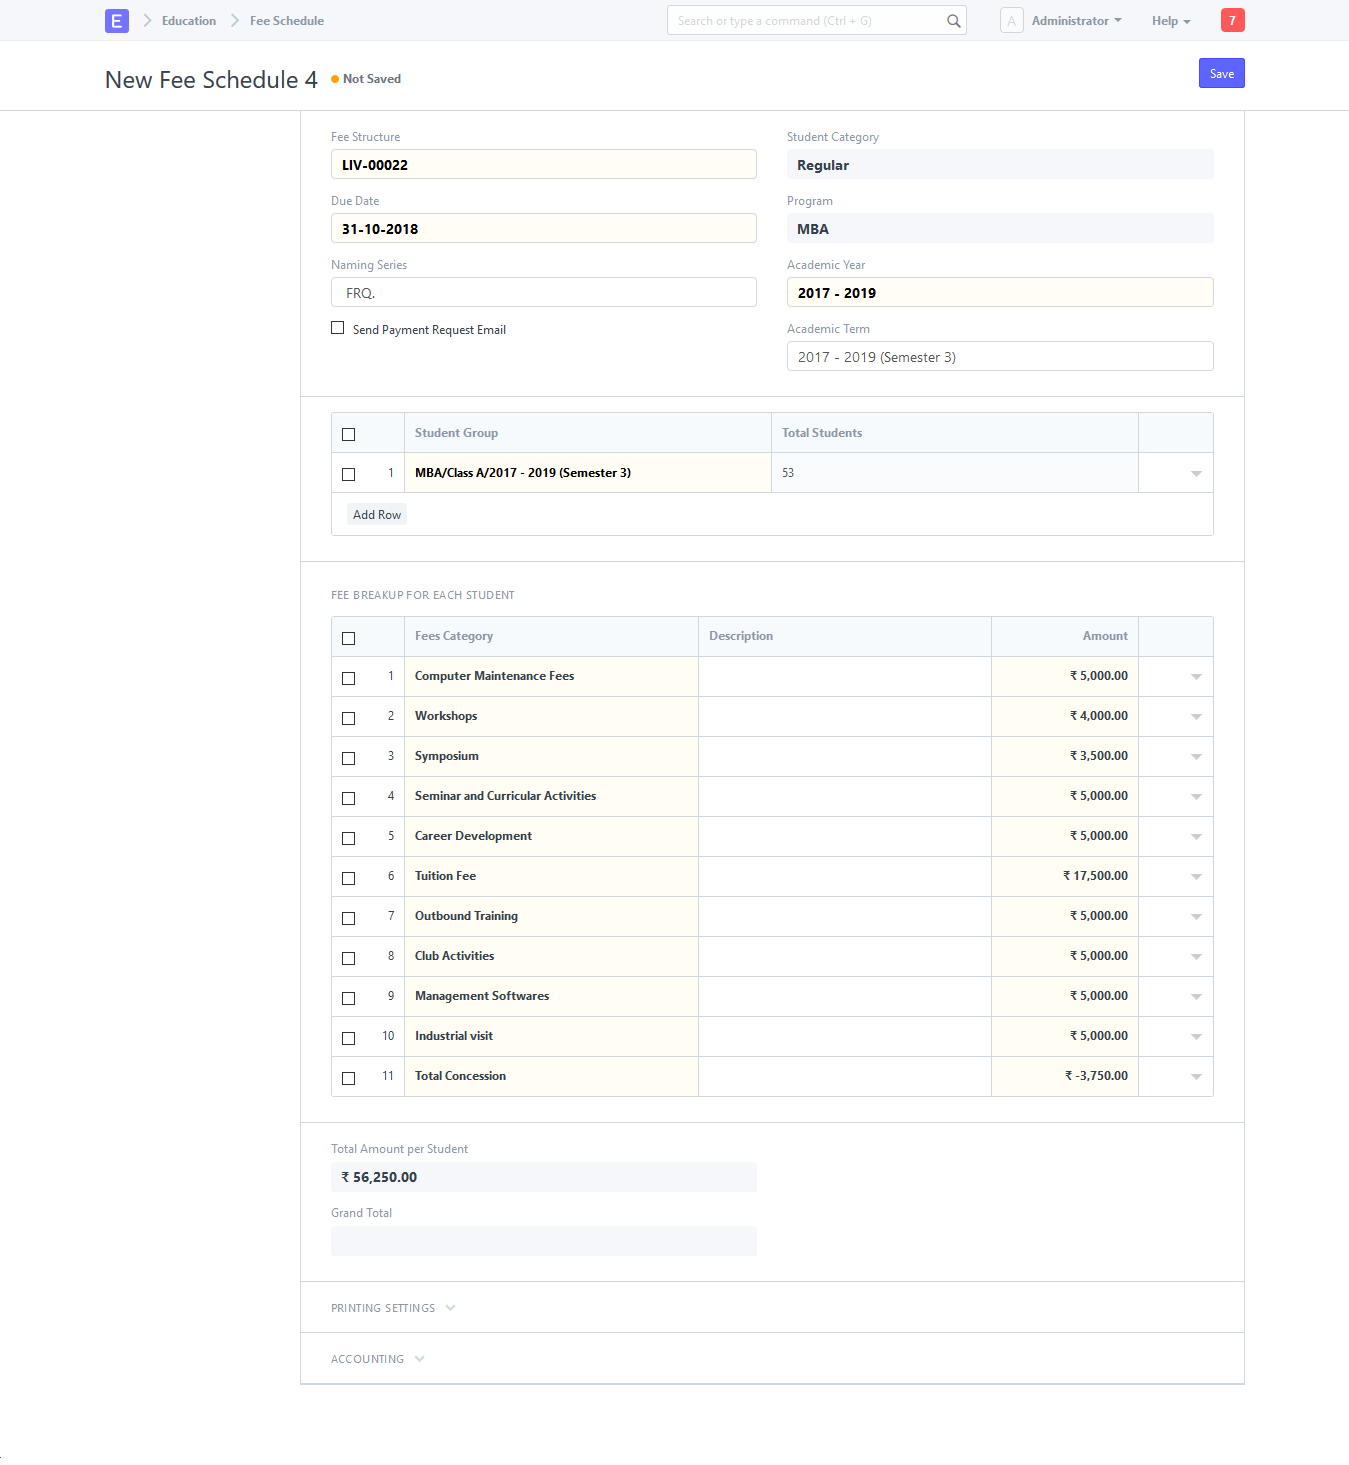 E Education Fee Schedule Search or type a command (Ctrl + G) A Administrator Help 7
New Fee Schedule 4 Not Saved Save
Fee Structure Student Category
LIV-00022 Regular
Due Date Program
31-10-2018 MBA
Naming Series Academic Year
FRQ. 2017 - 2019
Send Payment Request Email Academic Term
2017 - 2019 (Semester 3)
Student Group Total Students
1 MBA/Class A/2017 - 2019 (Semester 3) 53
Add Row
FEE BREAKUP FOR EACH STUDENT
Fees Category Description Amount
1 Computer Maintenance Fees ₹ 5,000.00
2 Workshops ₹ 4,000.00
3 Symposium ₹ 3,500.00
4 Seminar and Curricular Activities ₹ 5,000.00
5 Career Development ₹ 5,000.00
6 Tuition Fee ₹ 17,500.00
7 Outbound Training ₹ 5,000.00
8 Club Activities ₹ 5,000.00
9 Management Softwares ₹ 5,000.00
10 Industrial visit ₹ 5,000.00
11 Total Concession ₹ -3,750.00
Total Amount per Student
₹ 56,250.00
Grand Total
PRINTING SETTINGS
ACCOUNTING